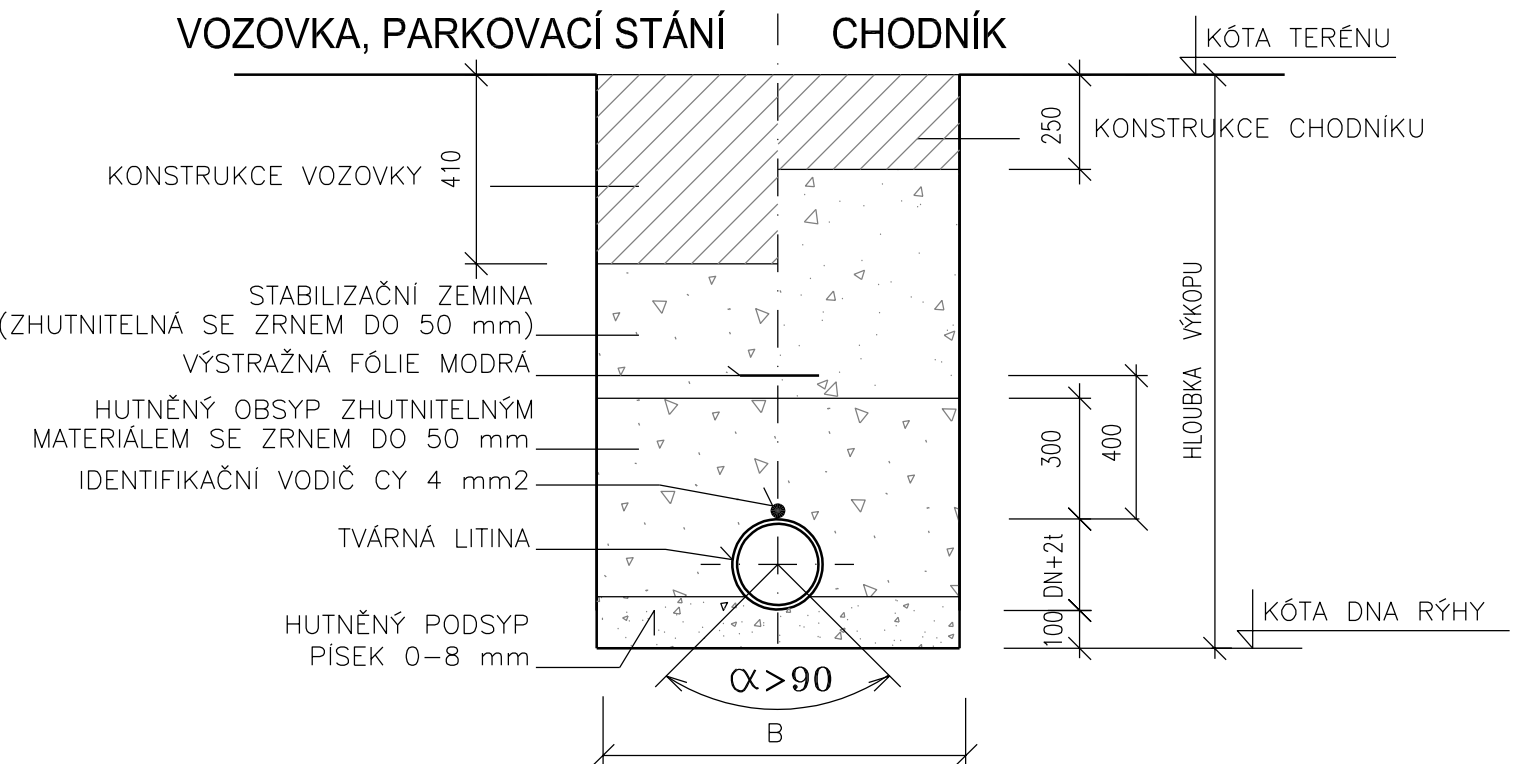 VOZOVKA, PARKOVACÍ STÁNÍ
CHODNÍK
KÓTA TERÉNU
250
KONSTRUKCE CHODNÍKU
KONSTRUKCE VOZOVKY
410
STABILIZAČNÍ ZEMINA
(ZHUTNITELNÁ SE ZRNEM DO 50 mm)
VÝSTRAŽNÁ FÓLIE MODRÁ
HLOUBKA VÝKOPU
HUTNĚNÝ OBSYP ZHUTNITELNÝM
MATERIÁLEM SE ZRNEM DO 50 mm
300
400
IDENTIFIKAČNÍ VODIČ CY 4 mm2
TVÁRNÁ LITINA
DN+2t
100
KÓTA DNA RÝHY
HUTNĚNÝ PODSYP
PÍSEK 0-8 mm
α>90
B